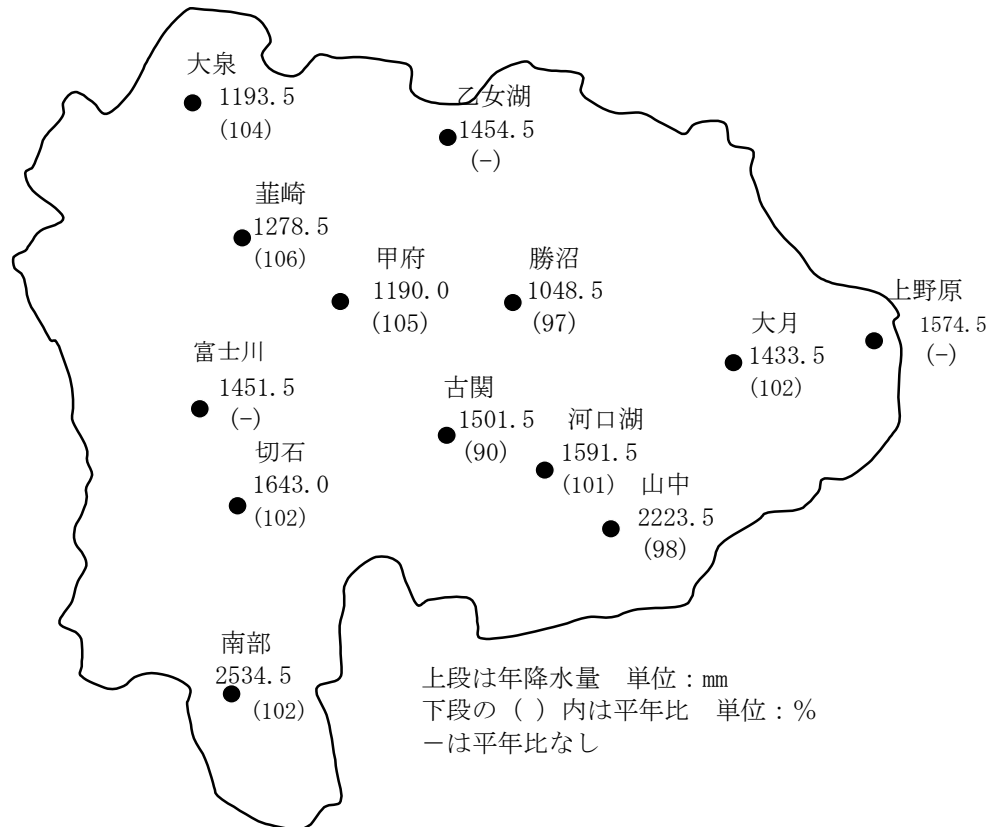 大泉
1193.5
(104)
乙女湖
1454.5
(-)
韮崎
1278.5
(106)
甲府
1190.0
(105)
勝沼
1048.5
(97)
上野原
1574.5
(-)
大月
1433.5
(102)
富士川
1451.5
(-)
古関
1501.5
(90)
河口湖
1591.5
(101)
切石
1643.0
(102)
山中
2223.5
(98)
南部
2534.5
(102)
上段は年降水量　単位：㎜
下段の（ ）内は平年比　単位：％
－は平年比なし